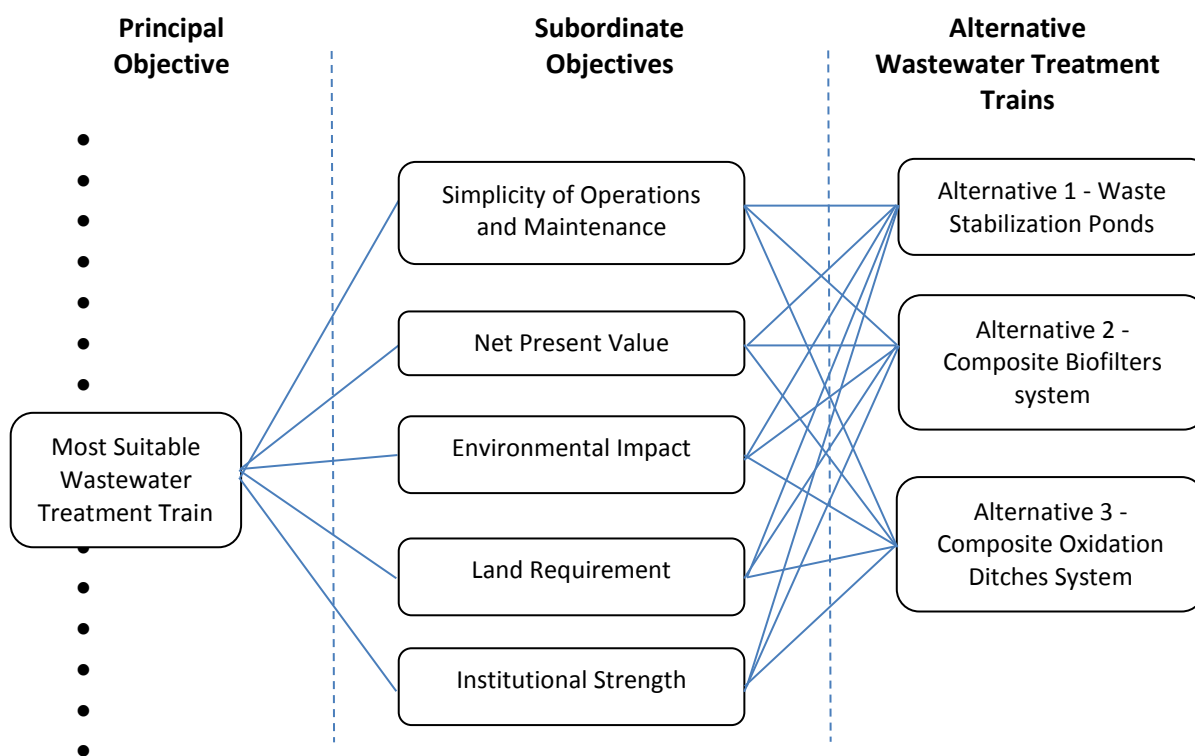 Principal
Objective
Subordinate
Objectives
Alternative
Wastewater Treatment
Trains
Most Suitable
Wastewater
Treatment Train
Simplicity of Operations
and Maintenance
Net Present Value
Environmental Impact
Land Requirement
Institutional Strength
Alternative 1 - Waste
Stabilization Ponds
Alternative 2 -
Composite Biofilters
system
Alternative 3 -
Composite Oxidation
Ditches System